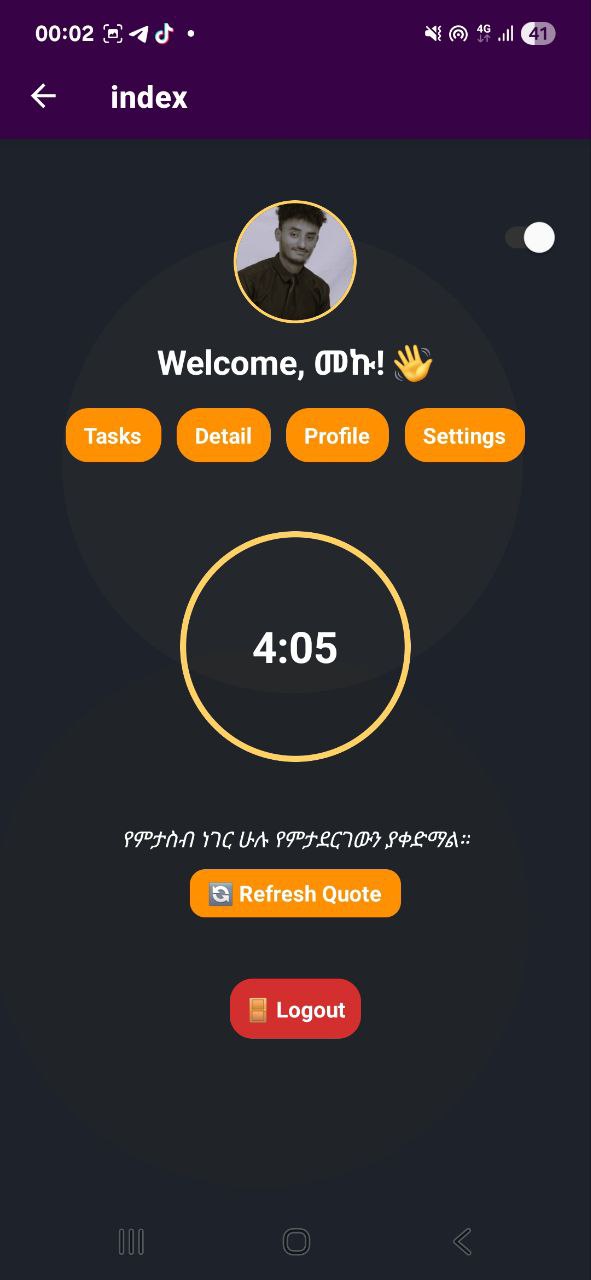 00:02 4G 41
index
Welcome, መኩ! 👋
Tasks Detail Profile Settings
4:05
የምታስብ ነገር ሁሉ የምታደርገውን ያቀድማል።
🔄 Refresh Quote
🚪 Logout